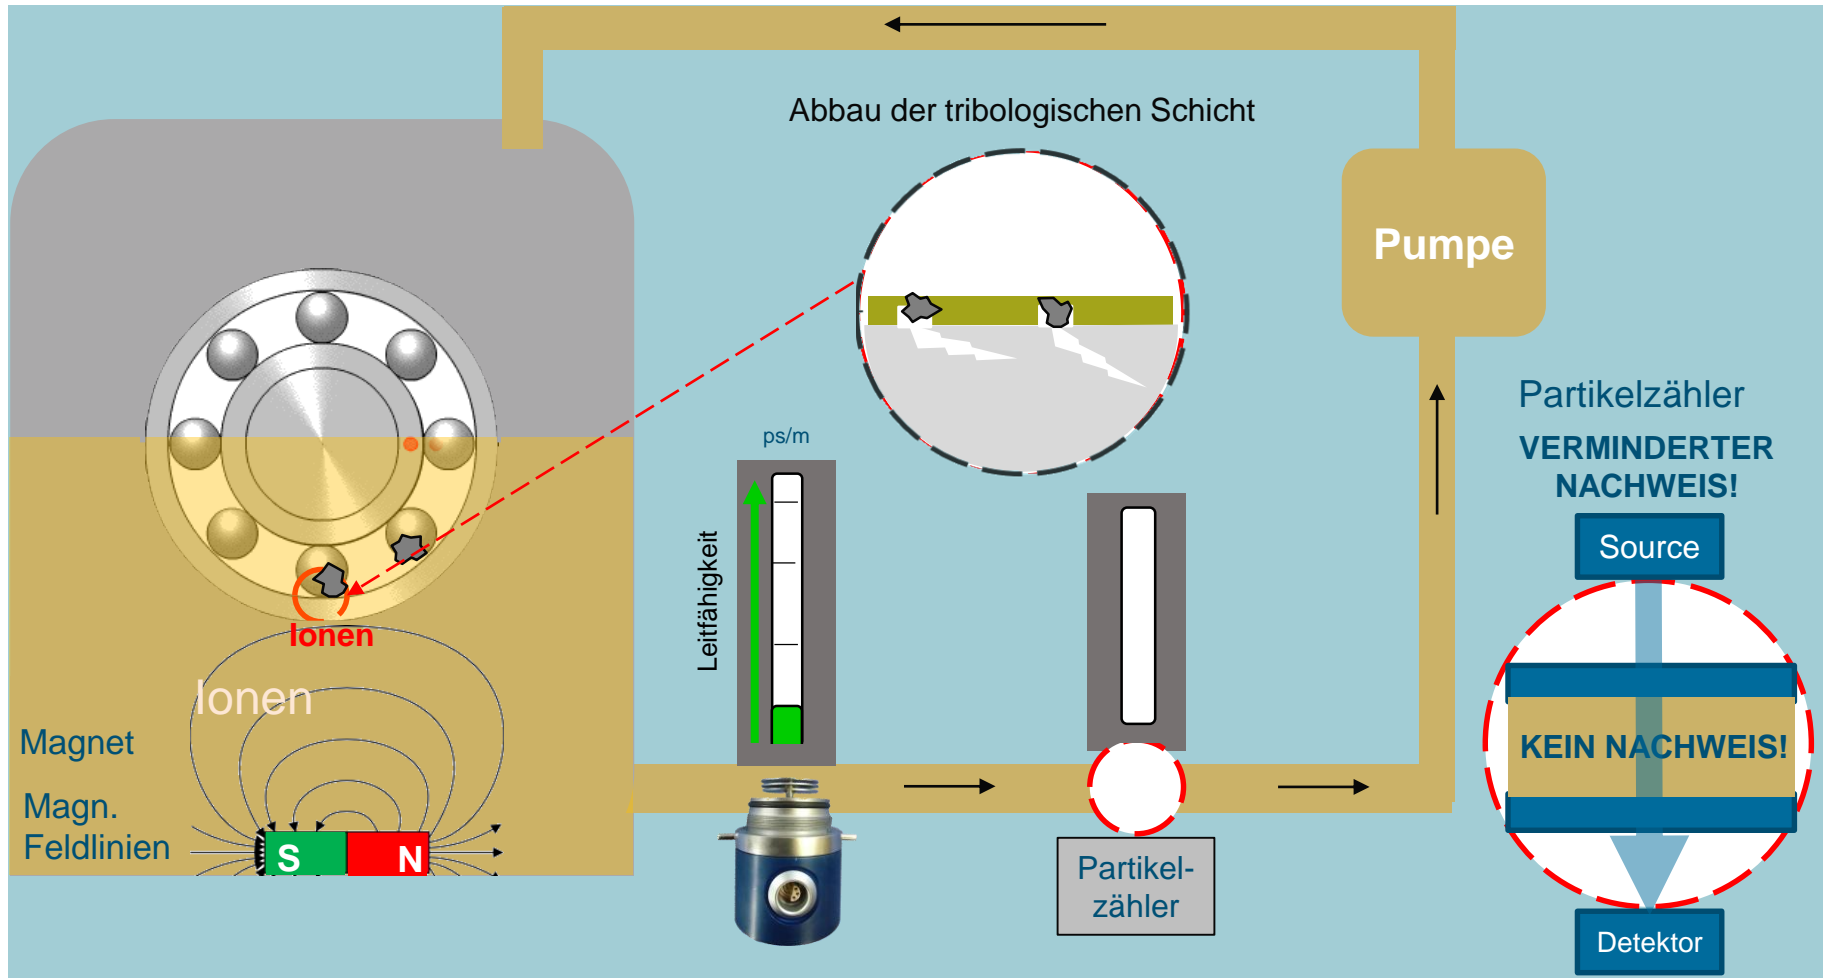 Abbau der tribologischen Schicht
Pumpe
Partikelzähler
VERMINDERTER
NACHWEIS!
ps/m
Leitfähigkeit
Source
Ionen
Ionen
Magnet
KEIN NACHWEIS!
Magn.
Feldlinien
S
N
Partikel-
zähler
Detektor